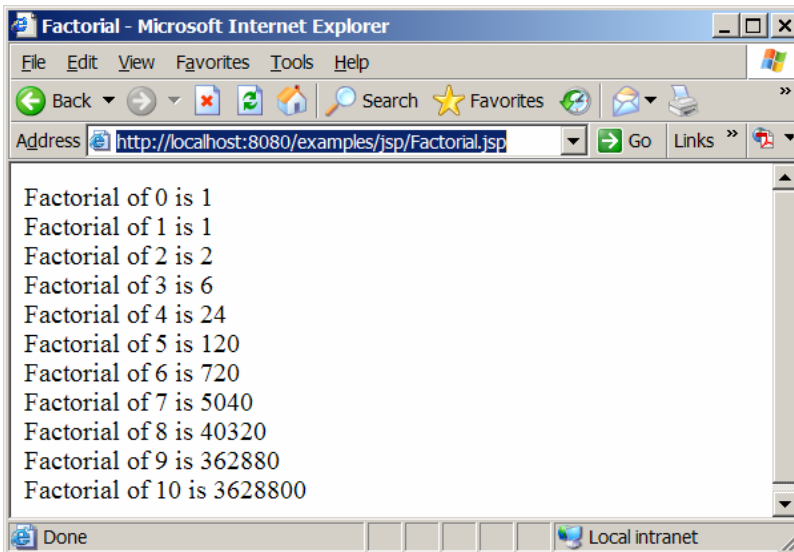 Factorial - Microsoft Internet Explorer
File Edit View Favorites Tools Help
Back Search Favorites »
Address http://localhost:8080/examples/jsp/Factorial.jsp Go Links »
Factorial of 0 is 1
Factorial of 1 is 1
Factorial of 2 is 2
Factorial of 3 is 6
Factorial of 4 is 24
Factorial of 5 is 120
Factorial of 6 is 720
Factorial of 7 is 5040
Factorial of 8 is 40320
Factorial of 9 is 362880
Factorial of 10 is 3628800
Done Local intranet